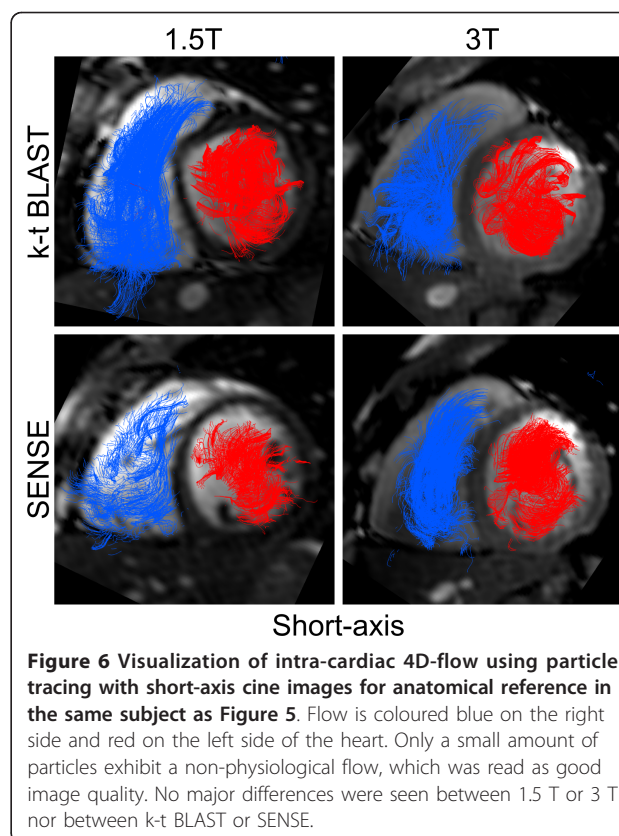 1.5T
3T
k-t BLAST
SENSE
Short-axis
Figure 6 Visualization of intra-cardiac 4D-flow using particle
tracing with short-axis cine images for anatomical reference in
the same subject as Figure 5. Flow is coloured blue on the right
side and red on the left side of the heart. Only a small amount of
particles exhibit a non-physiological flow, which was read as good
image quality. No major differences were seen between 1.5 T or 3 T
nor between k-t BLAST or SENSE.